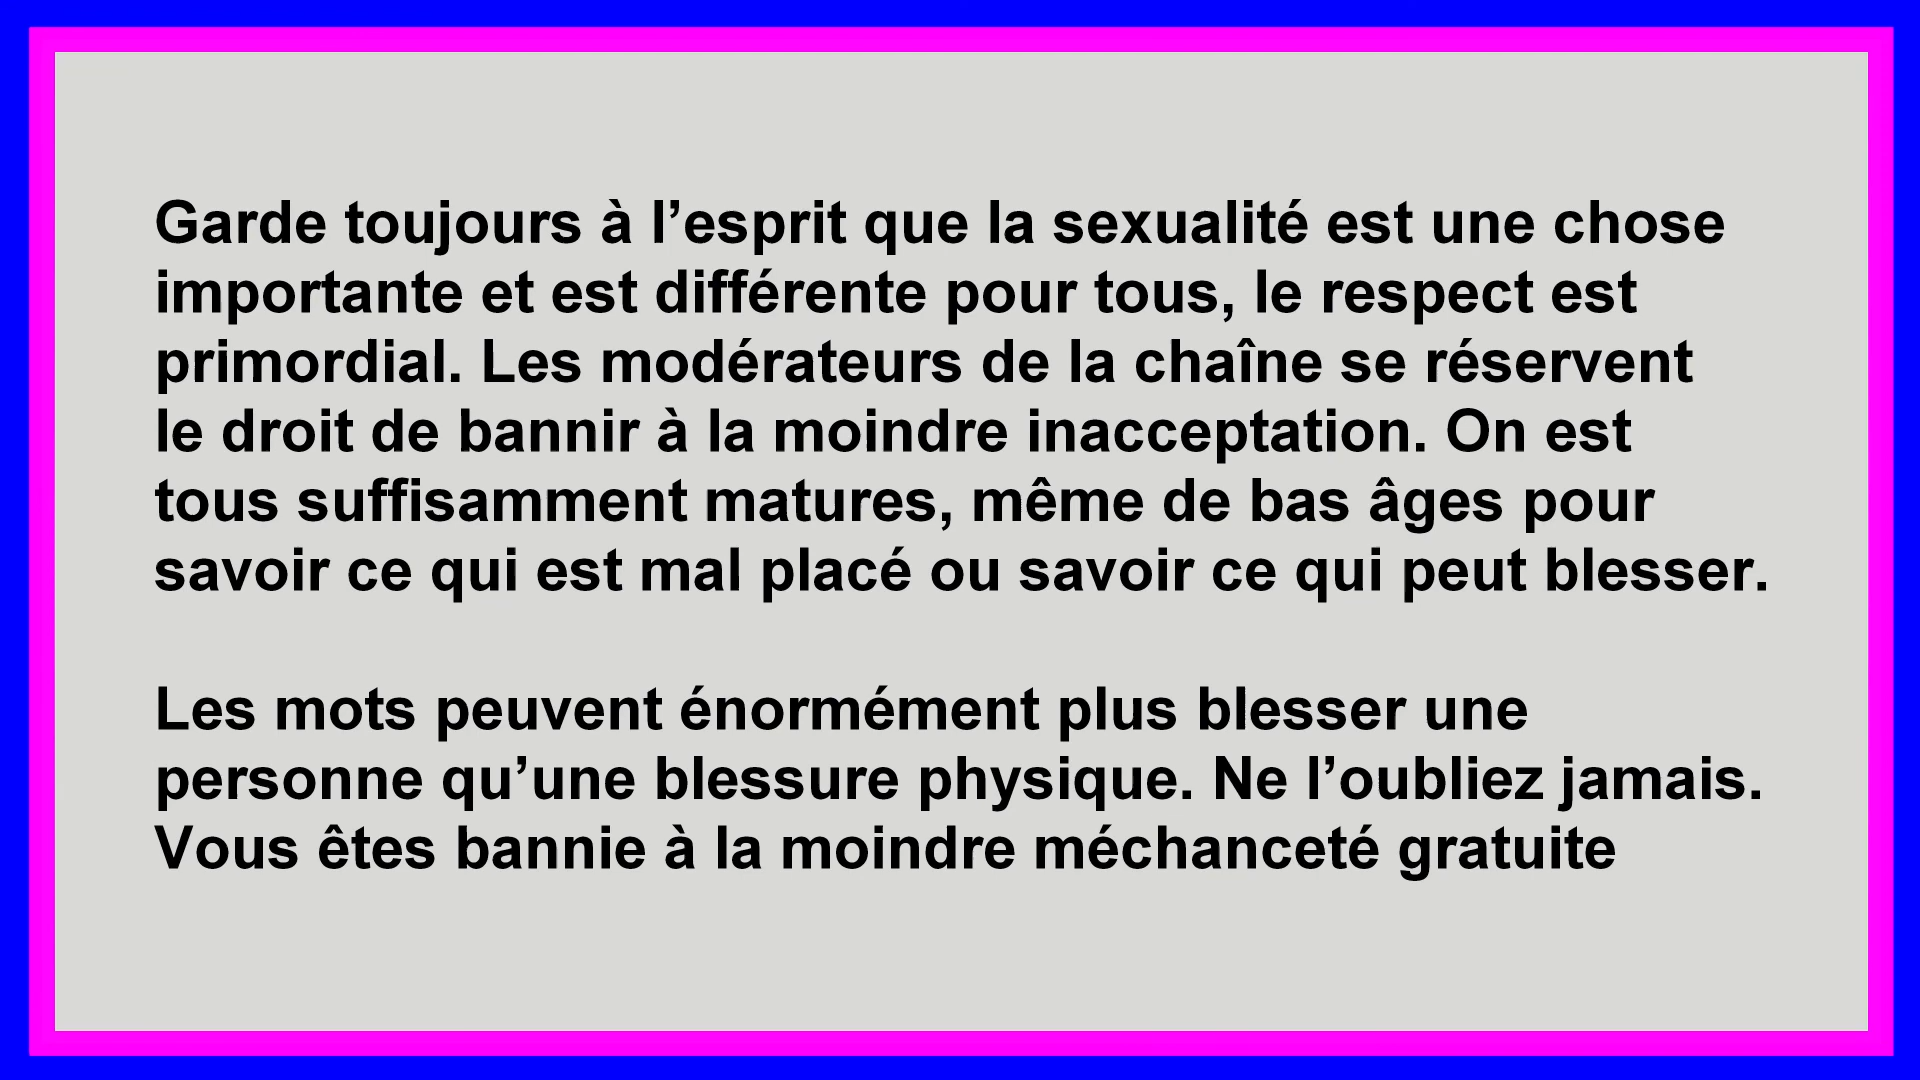 Garde toujours à l’esprit que la sexualité est une chose
importante et est différente pour tous, le respect est
primordial. Les modérateurs de la chaîne se réservent
le droit de bannir à la moindre inacceptation. On est
tous suffisamment matures, même de bas âges pour
savoir ce qui est mal placé ou savoir ce qui peut blesser.
Les mots peuvent énormément plus blesser une
personne qu’une blessure physique. Ne l’oubliez jamais.
Vous êtes bannie à la moindre méchanceté gratuite